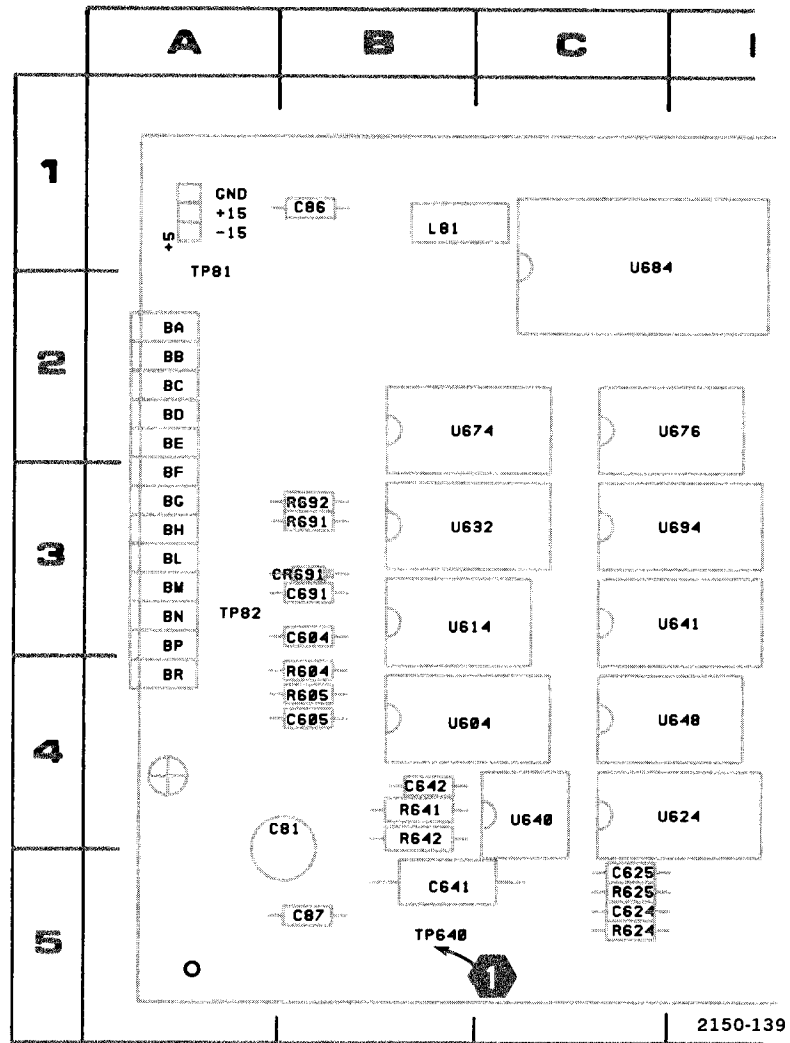 A B C
1
GND
+15
-15
+5
TP81
C86
L81
U684
2
BA
BB
BC
BD
BE
BF
BG
BH
BL
BM
BN
BP
BR
U674
U676
3
R692
R691
U632
U694
CR691
C691
TP82
C604
U614
U641
4
R604
R605
C605
U604
U648
C642
R641
R642
U640
U624
C81
5
C641
C625
R625
C624
R624
C87
TP640
1
2150-139